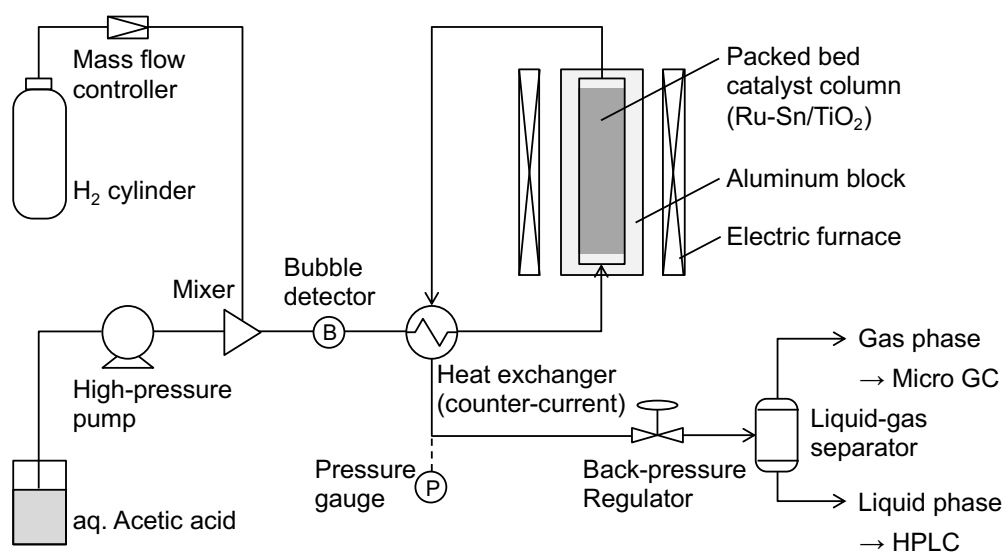 Mass flow
controller
H₂ cylinder
Packed bed
catalyst column
(Ru-Sn/TiO₂)
Aluminum block
Electric furnace
Mixer
Bubble
detector
B
High-pressure
pump
Heat exchanger
(counter-current)
Gas phase
→ Micro GC
Liquid-gas
separator
Pressure
gauge
P
Back-pressure
Regulator
aq. Acetic acid
Liquid phase
→ HPLC